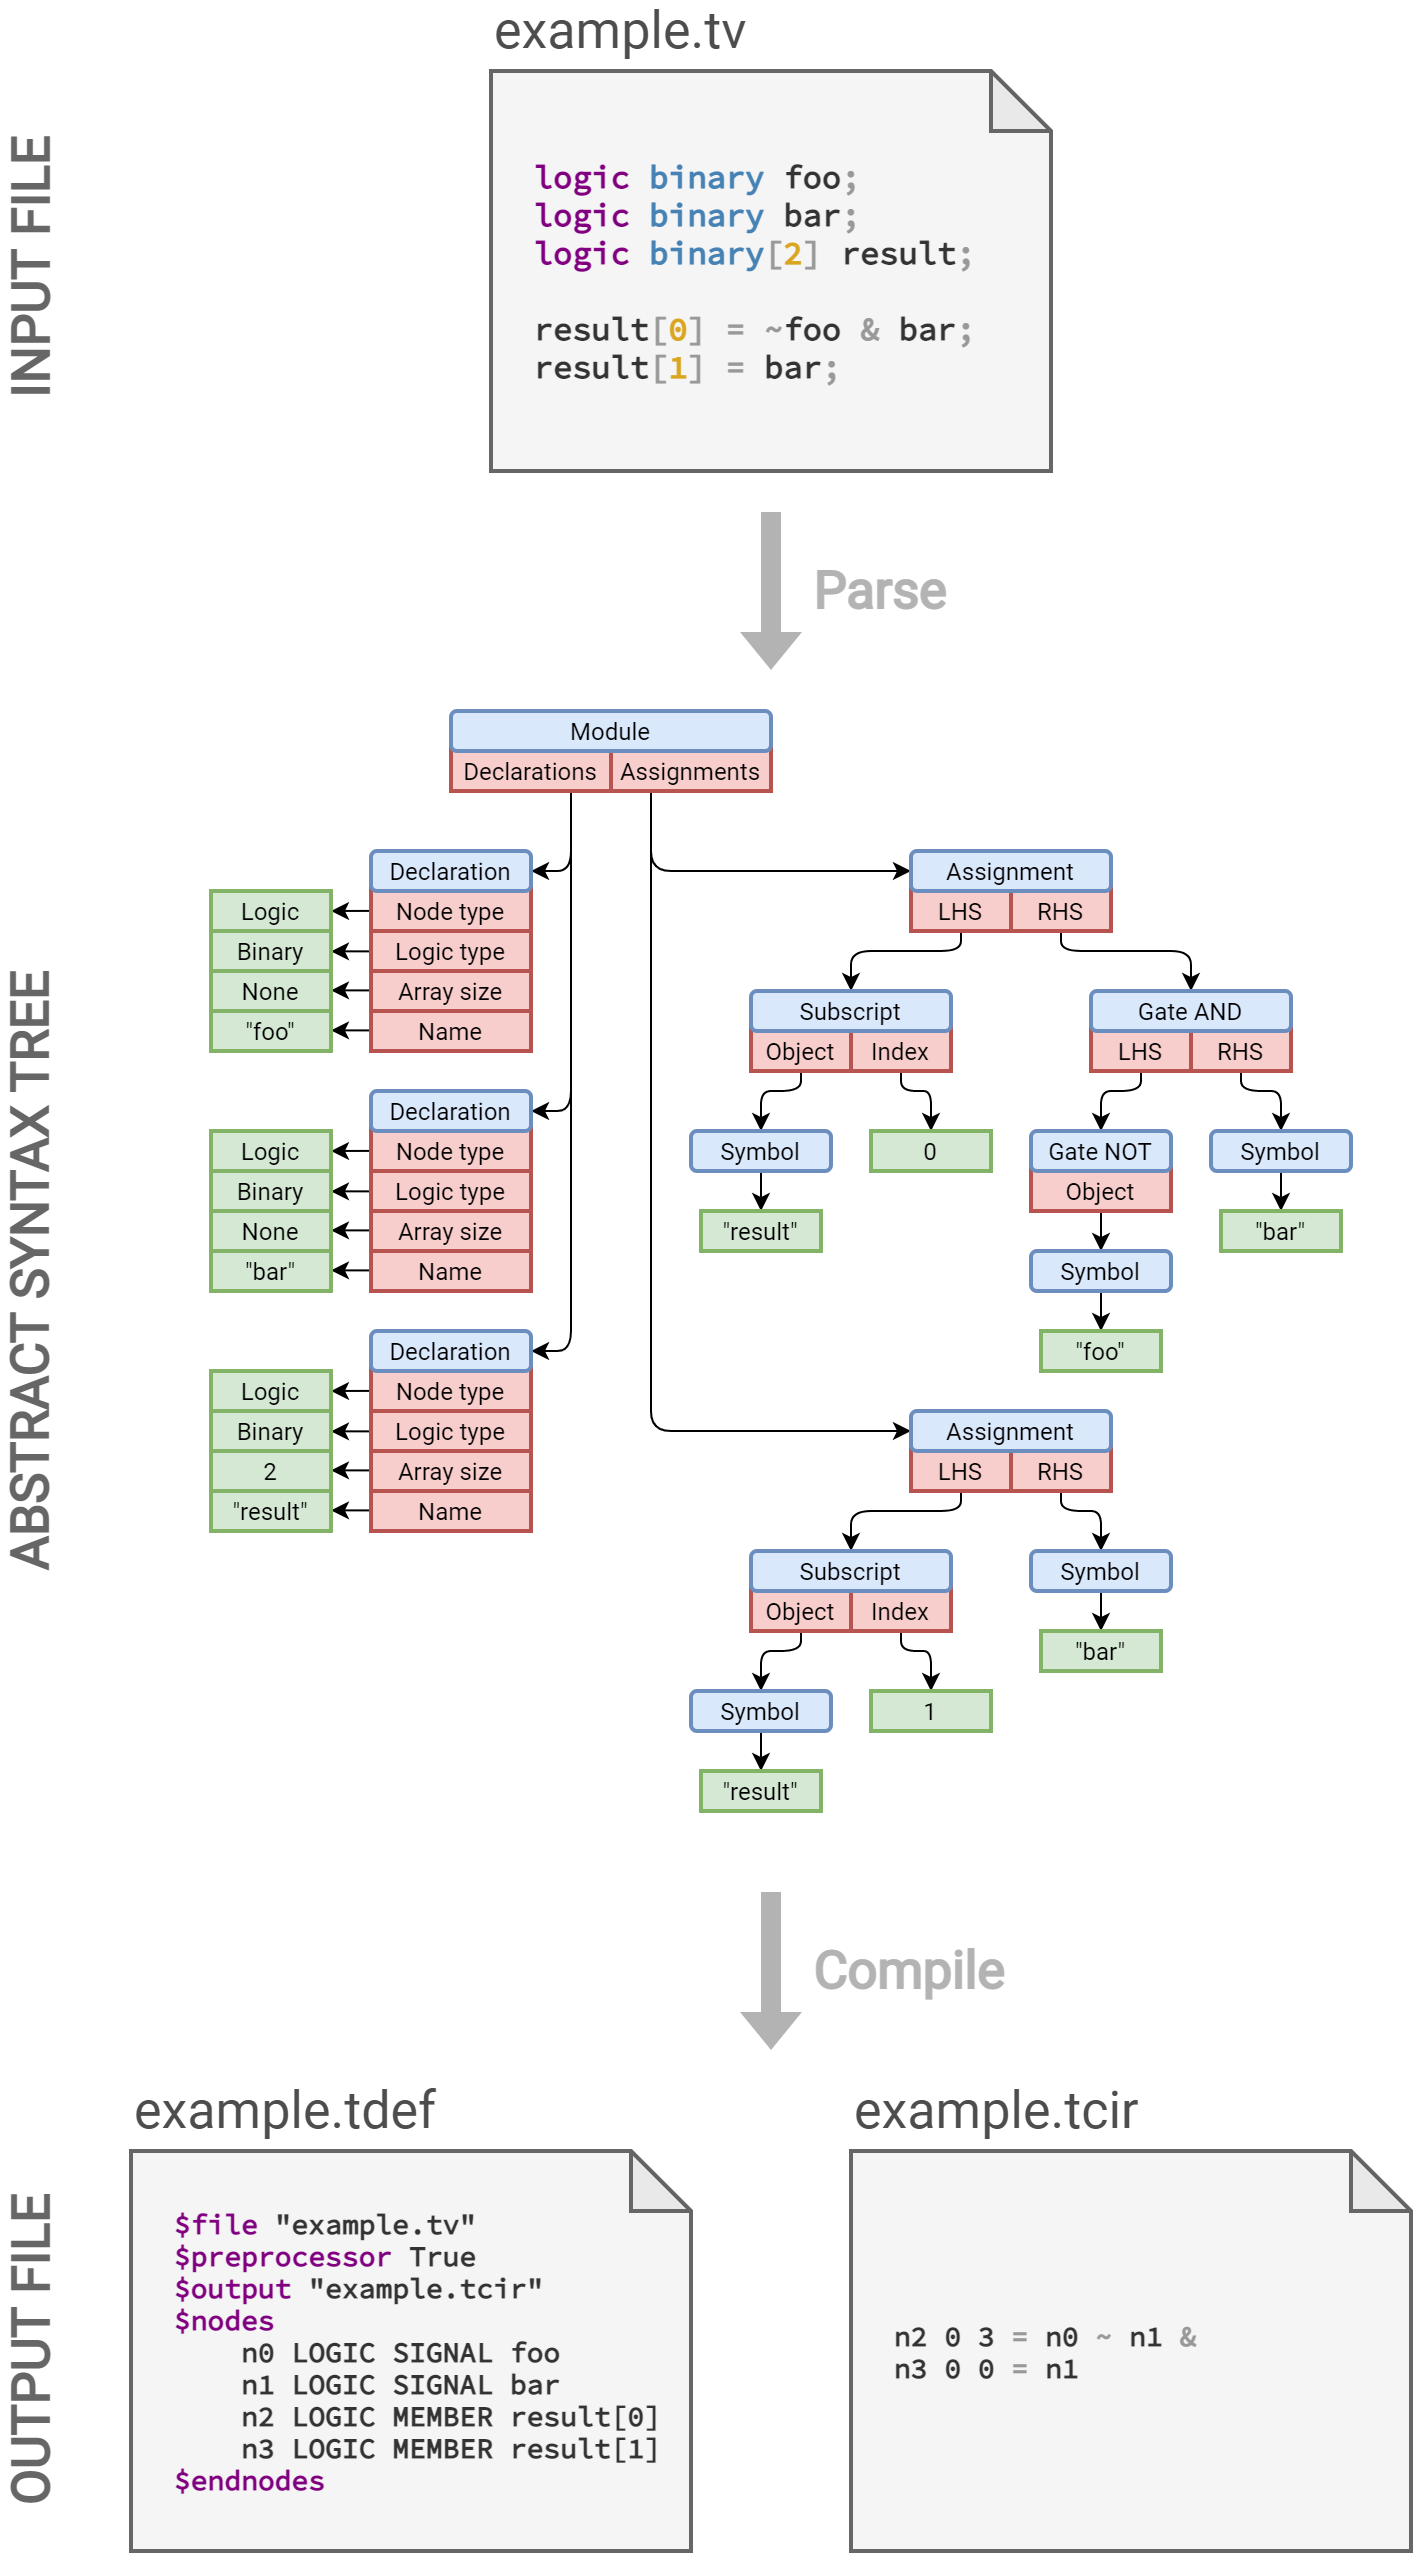 example.tv
INPUT FILE
logic binary foo;
logic binary bar;
logic binary[2] result;
result[0] = ~foo & bar;
result[1] = bar;
Parse
ABSTRACT SYNTAX TREE
Module
Declarations Assignments
Declaration
Logic Node type
Binary Logic type
None Array size
"foo" Name
Declaration
Logic Node type
Binary Logic type
None Array size
"bar" Name
Declaration
Logic Node type
Binary Logic type
2 Array size
"result" Name
Assignment
LHS RHS
Subscript
Object Index
Symbol
0
"result"
Gate AND
LHS RHS
Gate NOT
Object
Symbol
"foo"
Symbol
"bar"
Assignment
LHS RHS
Subscript
Object Index
Symbol
1
"result"
Symbol
"bar"
Compile
OUTPUT FILE
example.tdef
$file "example.tv"
$preprocessor True
$output "example.tcir"
$nodes
n0 LOGIC SIGNAL foo
n1 LOGIC SIGNAL bar
n2 LOGIC MEMBER result[0]
n3 LOGIC MEMBER result[1]
$endnodes
example.tcir
n2 0 3 = n0 ~ n1 &
n3 0 0 = n1